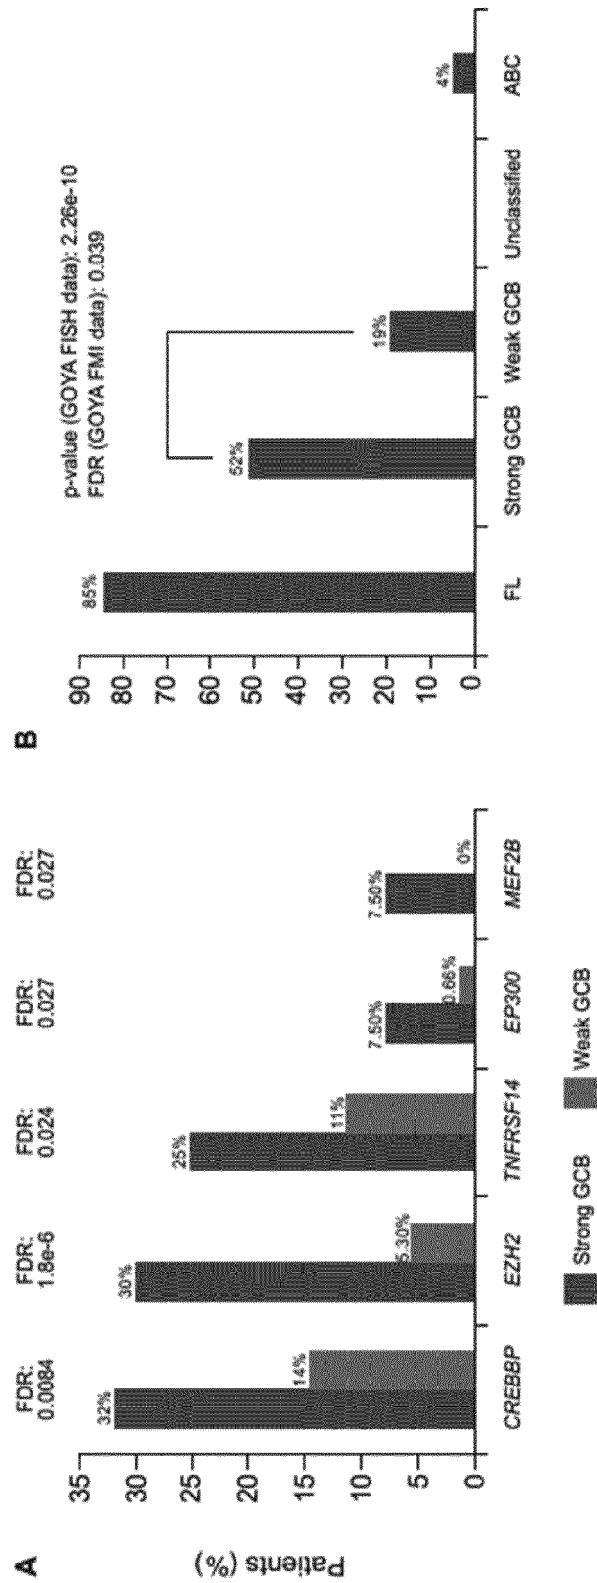 A
Patients (%)
35
30
25
20
15
10
5
0
FDR:
0.0084
FDR:
1.8e-6
FDR:
0.024
FDR:
0.027
FDR:
0.027
32%
14%
30%
5.30%
25%
11%
7.50%
0.66%
7.50%
0%
CREBBP
EZH2
TNFRSF14
EP300
MEF2B
Strong GCB
Weak GCB
B
90
80
70
60
50
40
30
20
10
0
p-value (GOYA FISH data): 2.26e-10
FDR (GOYA FMI data): 0.039
85%
52%
19%
4%
FL
Strong GCB
Weak GCB
Unclassified
ABC